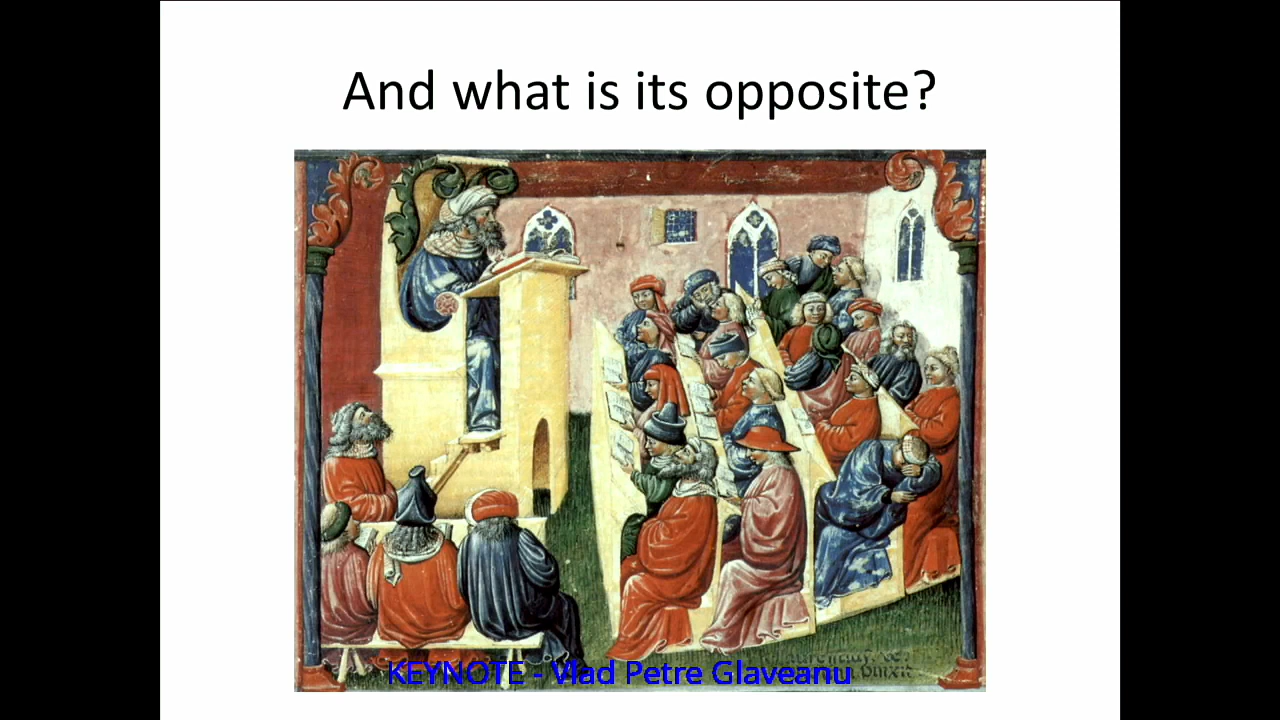 And what is its opposite?
KEYNOTE - Vlad Petre Glaveanu